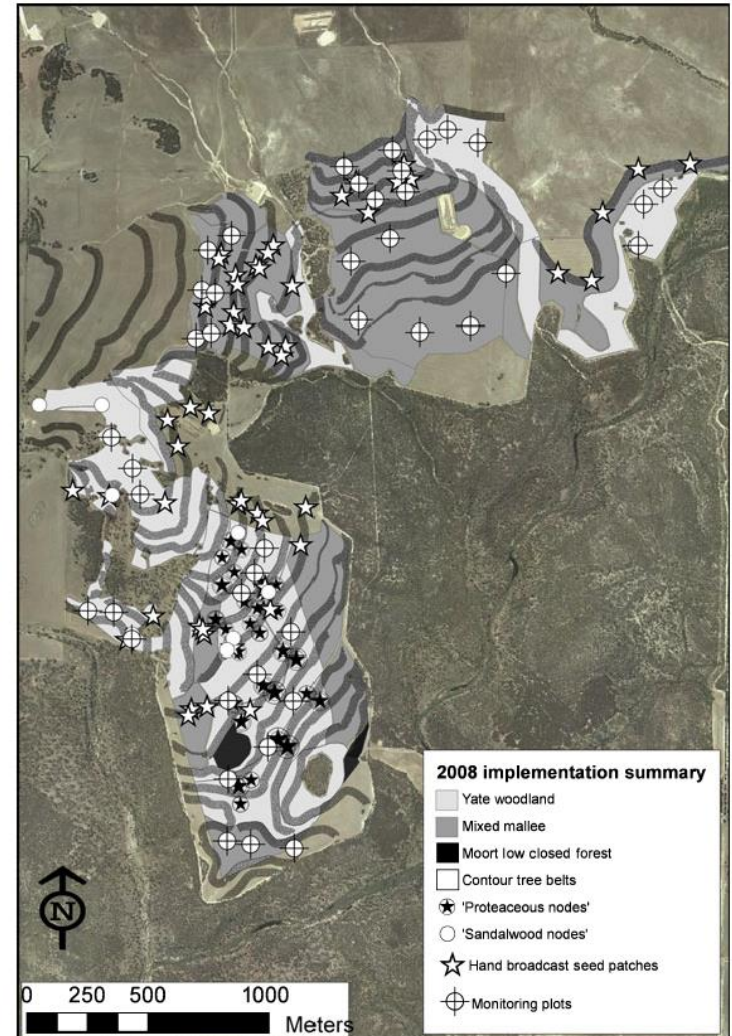 2008 implementation summary
Yate woodland
Mixed mallee
Moort low closed forest
Contour tree belts
'Proteaceous nodes'
'Sandalwood nodes'
Hand broadcast seed patches
Monitoring plots
N
0 250 500 1000
Meters